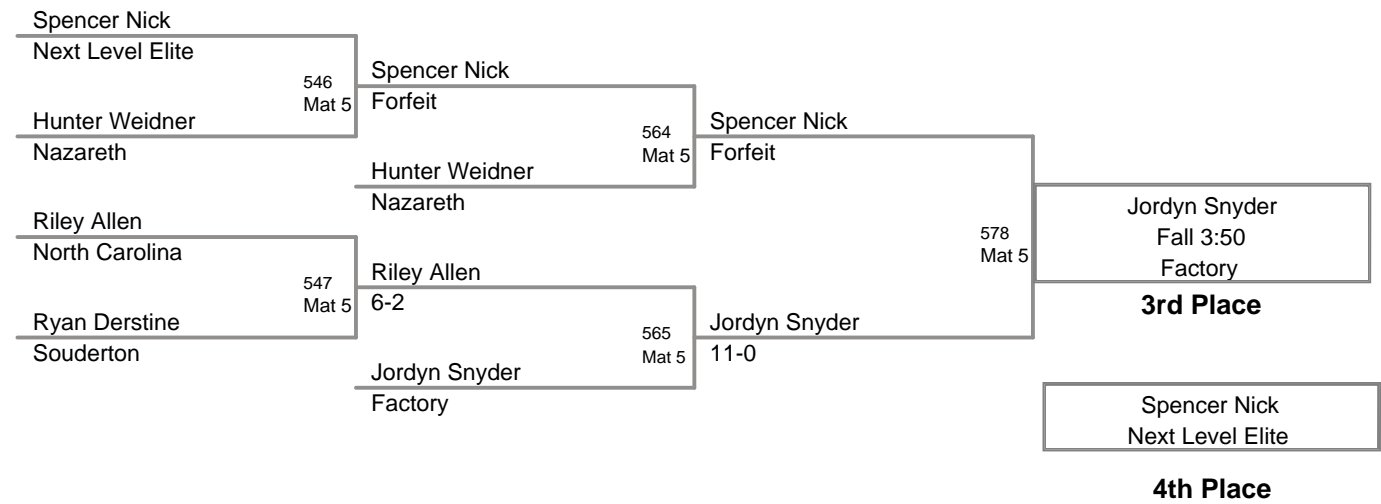 Spencer Nick
Next Level Elite
546
Mat 5
Hunter Weidner
Nazareth
Riley Allen
North Carolina
547
Mat 5
Ryan Derstine
Souderton
Spencer Nick
Forfeit
564
Mat 5
Hunter Weidner
Nazareth
Riley Allen
6-2
565
Mat 5
Jordyn Snyder
Factory
Spencer Nick
Forfeit
578
Mat 5
Jordyn Snyder
11-0
Jordyn Snyder
Fall 3:50
Factory
3rd Place
Spencer Nick
Next Level Elite
4th Place